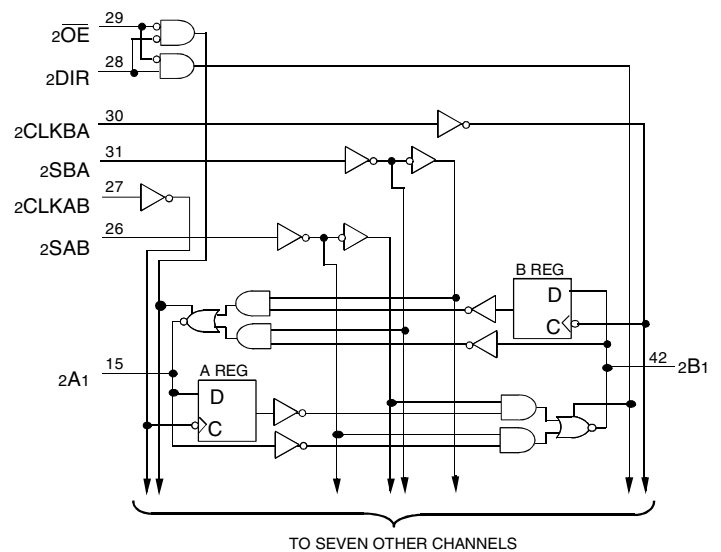 29
2OE
28
2DIR
30
2CLKBA
31
2SBA
27
2CLKAB
26
2SAB
B REG
D
C
15
2A1
42
2B1
A REG
D
C
TO SEVEN OTHER CHANNELS